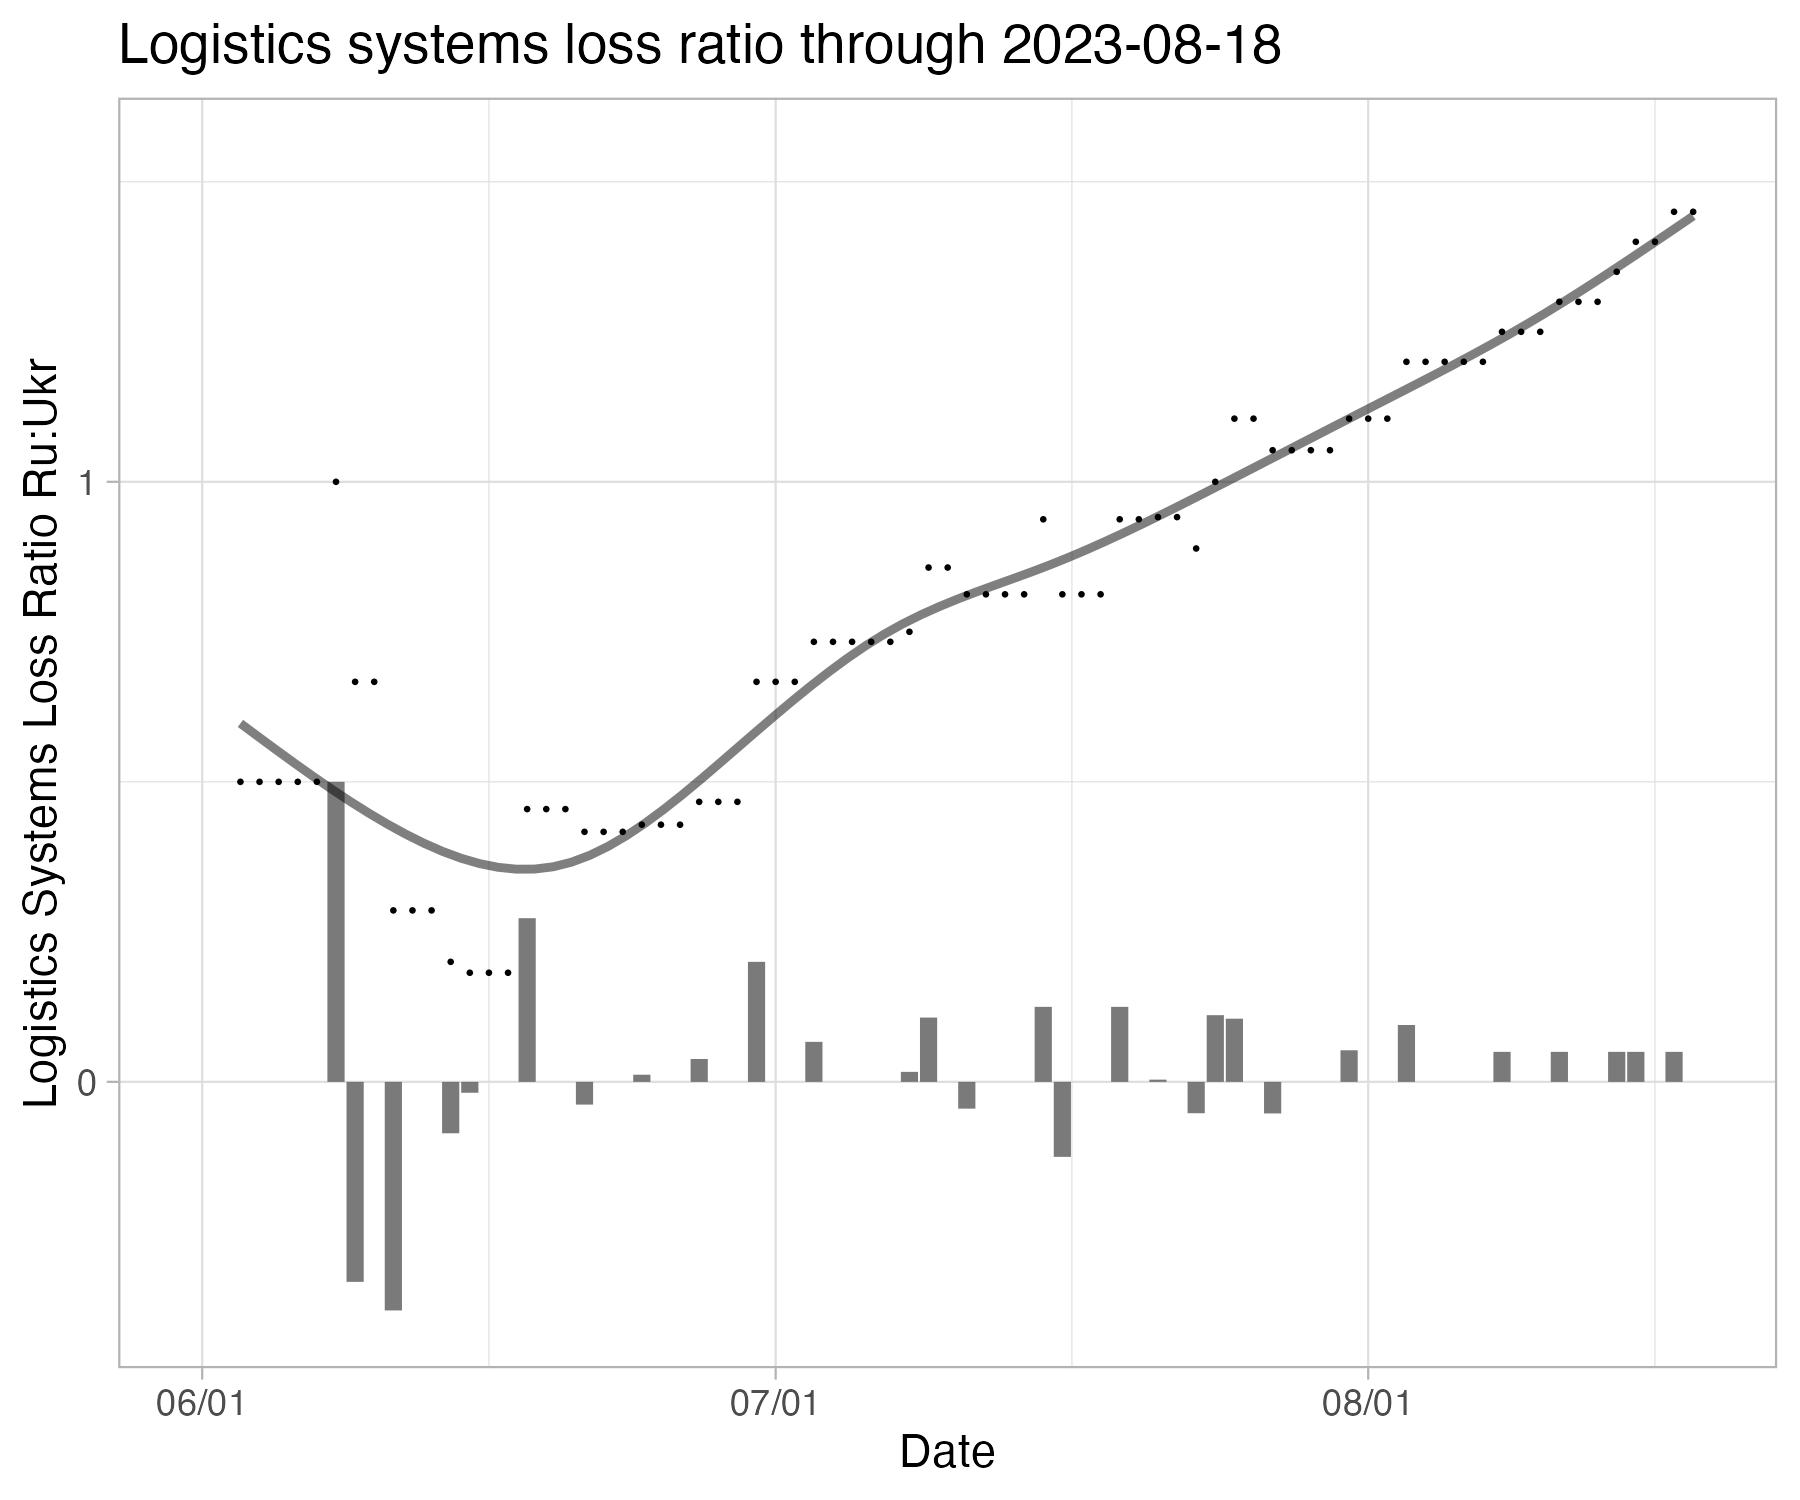 Logistics systems loss ratio through 2023-08-18
Logistics Systems Loss Ratio Ru:Ukr
1
0
06/01
07/01
08/01
Date